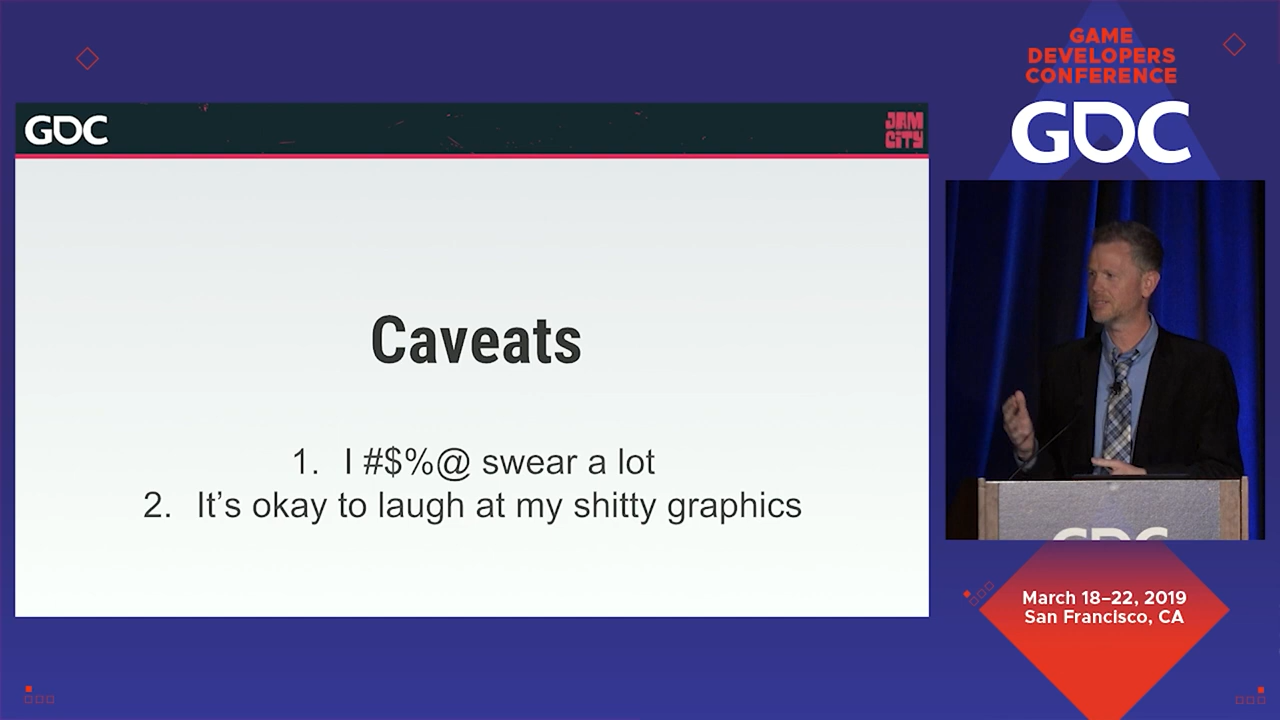 GAME
DEVELOPERS
CONFERENCE
GDC
GDC
JAM
CITY
Caveats
1. I #$%@ swear a lot
2. It's okay to laugh at my shitty graphics
GDC
March 18–22, 2019
San Francisco, CA